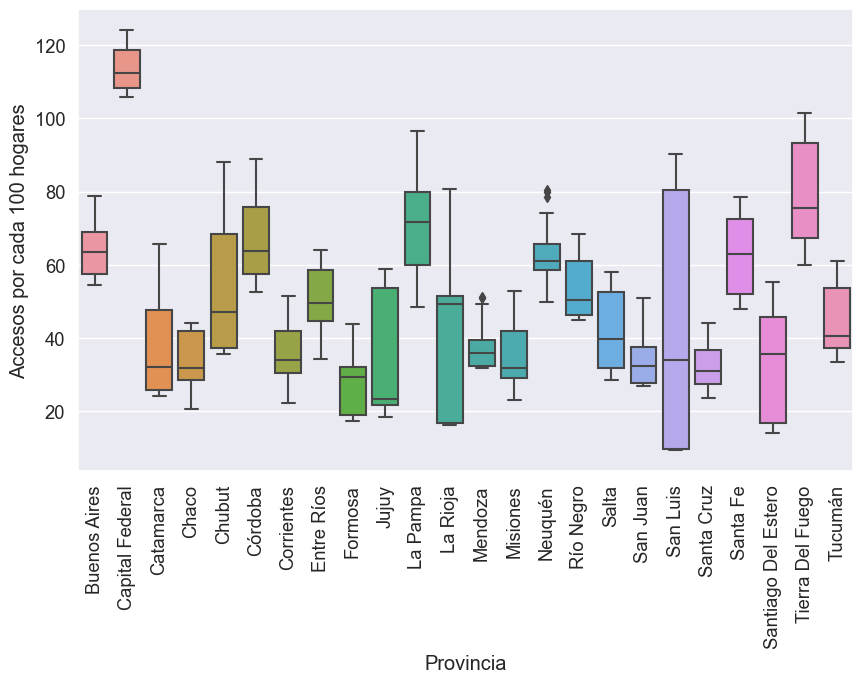 Accesos por cada 100 hogares
120
100
80
60
40
20
Buenos Aires
Capital Federal
Catamarca
Chaco
Chubut
Córdoba
Corrientes
Entre Ríos
Formosa
Jujuy
La Pampa
La Rioja
Mendoza
Misiones
Neuquén
Río Negro
Salta
San Juan
San Luis
Santa Cruz
Santa Fe
Santiago Del Estero
Tierra Del Fuego
Tucumán
Provincia